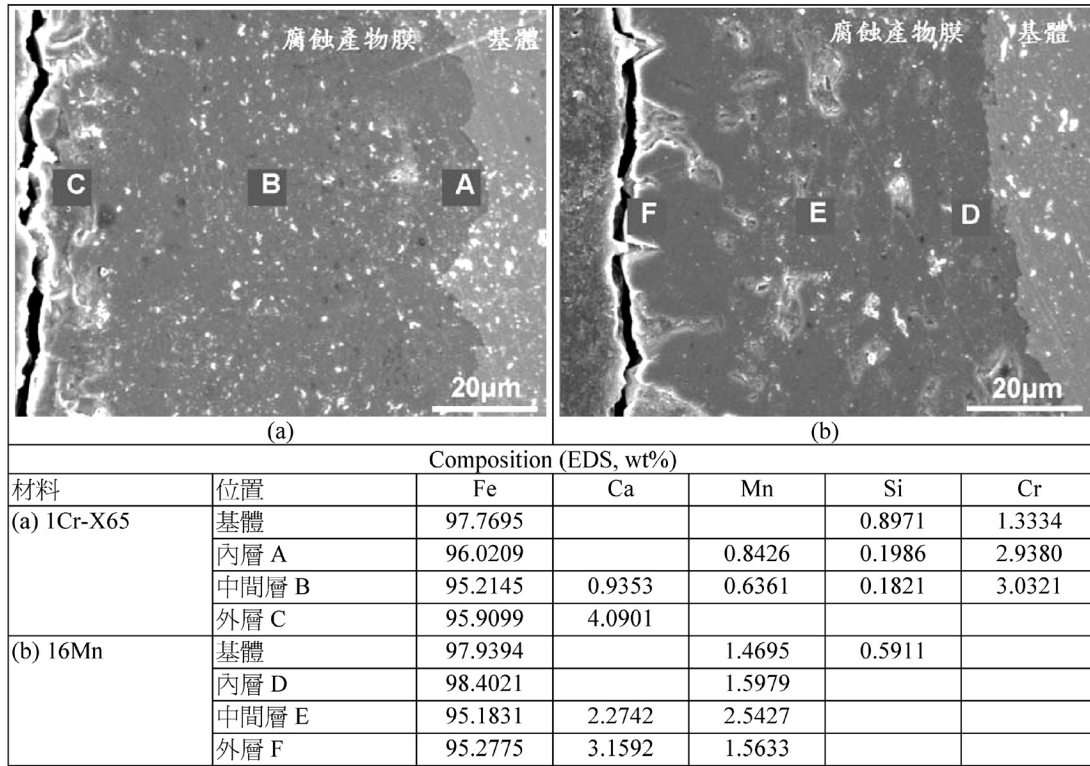 腐蝕產物膜 基體
C B A
20μm
腐蝕產物膜 基體
F E D
20μm
(a) (b)
Composition (EDS, wt%)
材料 位置 Fe Ca Mn Si Cr
(a) 1Cr-X65 基體 97.7695 0.8971 1.3334
內層 A 96.0209 0.8426 0.1986 2.9380
中間層 B 95.2145 0.9353 0.6361 0.1821 3.0321
外層 C 95.9099 4.0901
(b) 16Mn 基體 97.9394 1.4695 0.5911
內層 D 98.4021 1.5979
中間層 E 95.1831 2.2742 2.5427
外層 F 95.2775 3.1592 1.5633